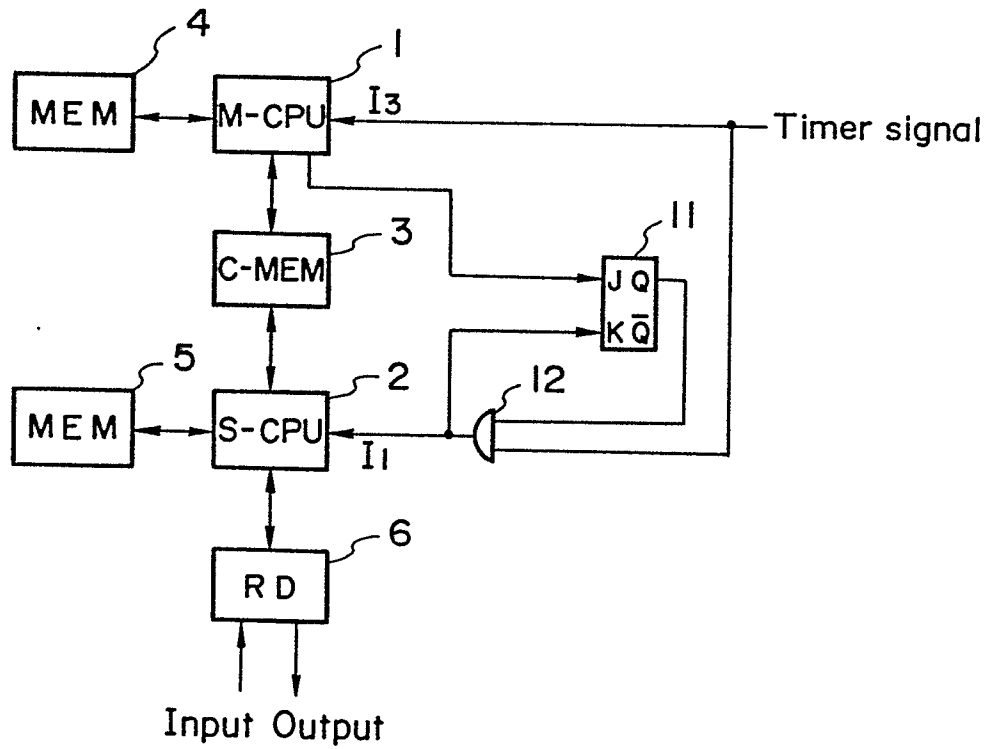 4
1
MEM
M-CPU
I3
Timer signal
3
11
C-MEM
J Q
K Q̅
5
2
12
MEM
S-CPU
I1
6
RD
Input Output